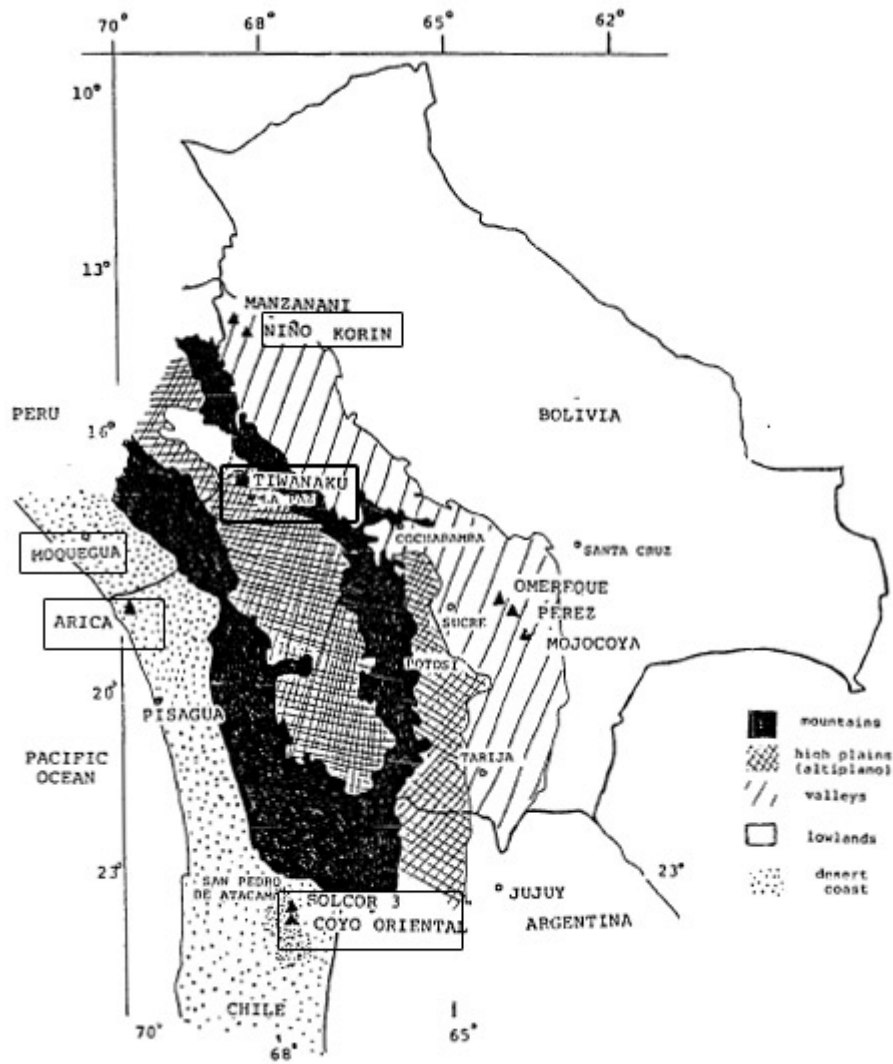 70°
68°
65°
62°
10°
13°
MANZANANI
NIÑO KORIN
PERU
BOLIVIA
16°
TIWANAKU
LA PAZ
COCHABAMBA
SANTA CRUZ
MOQUEGUA
OMEREQUE
PEREZ
SUCRE
ARICA
MOJOCOYA
POTOSI
20°
PISAGUA
mountains
PACIFIC
OCEAN
high plains
(altiplano)
TARIJA
valleys
lowlands
23°
23°
desert
coast
SAN PEDRO
DE ATACAMA
SOLCOR 3
JUJUY
COYO ORIENTAL
ARGENTINA
CHILE
70°
68°
65°